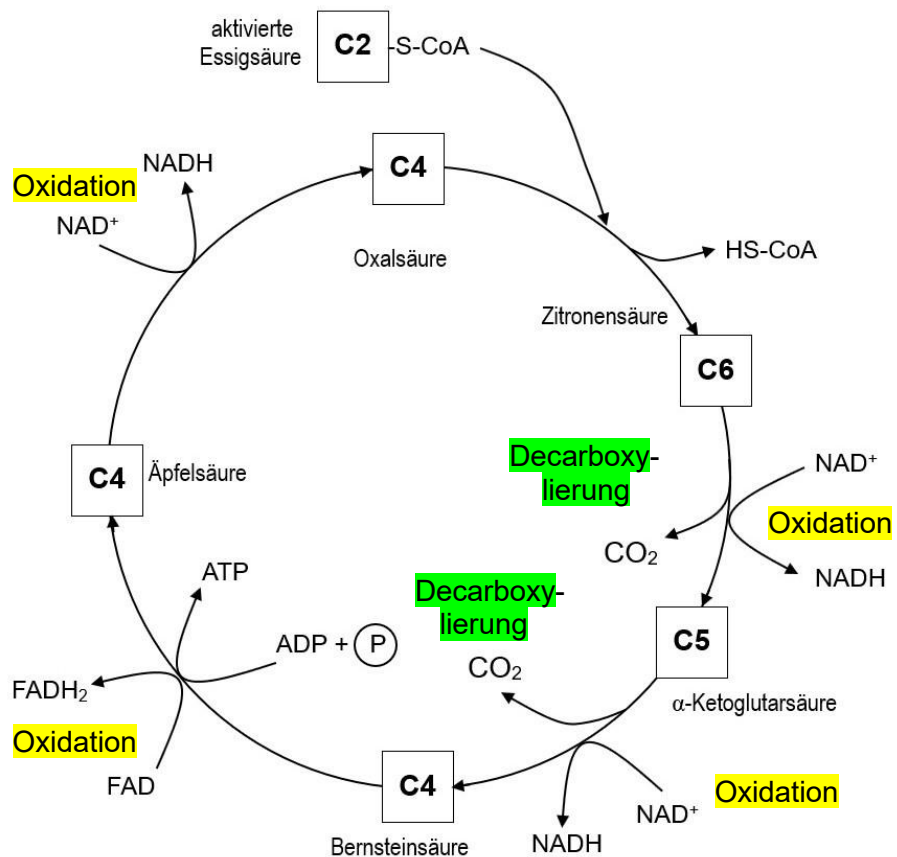 aktivierte
Essigsäure
C2
-S-CoA
NADH
Oxidation
NAD⁺
C4
Oxalsäure
HS-CoA
Zitronensäure
C6
C4
Äpfelsäure
Decarboxy-
lierung
NAD⁺
Oxidation
CO₂
NADH
ATP
Decarboxy-
lierung
ADP + P
CO₂
C5
α-Ketoglutarsäure
FADH₂
Oxidation
FAD
C4
Bernsteinsäure
NADH
NAD⁺
Oxidation